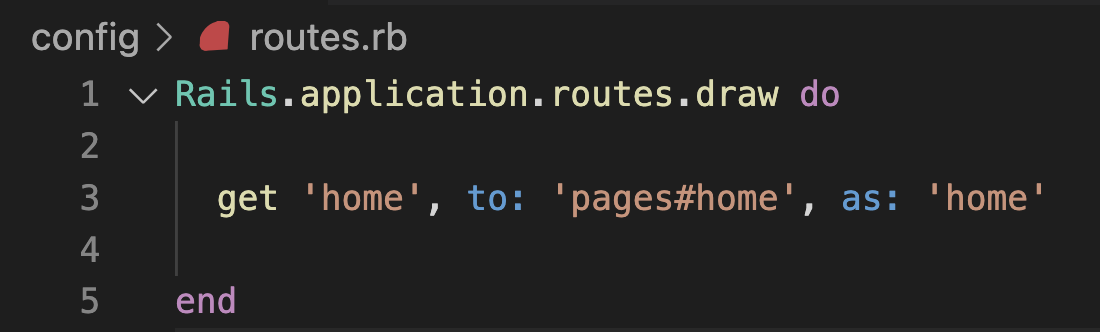 config > routes.rb
1 Rails.application.routes.draw do
2
3 get 'home', to: 'pages#home', as: 'home'
4
5 end